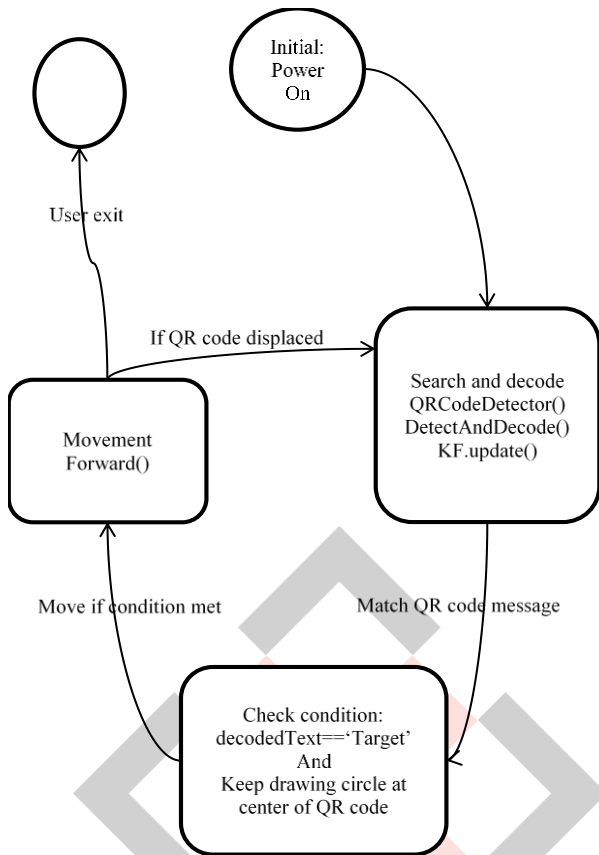 Initial:
Power
On
User exit
If QR code displaced
Search and decode
QRCodeDetector()
DetectAndDecode()
KF.update()
Movement
Forward()
Move if condition met
Match QR code message
Check condition:
decodedText==‘Target’
And
Keep drawing circle at
center of QR code